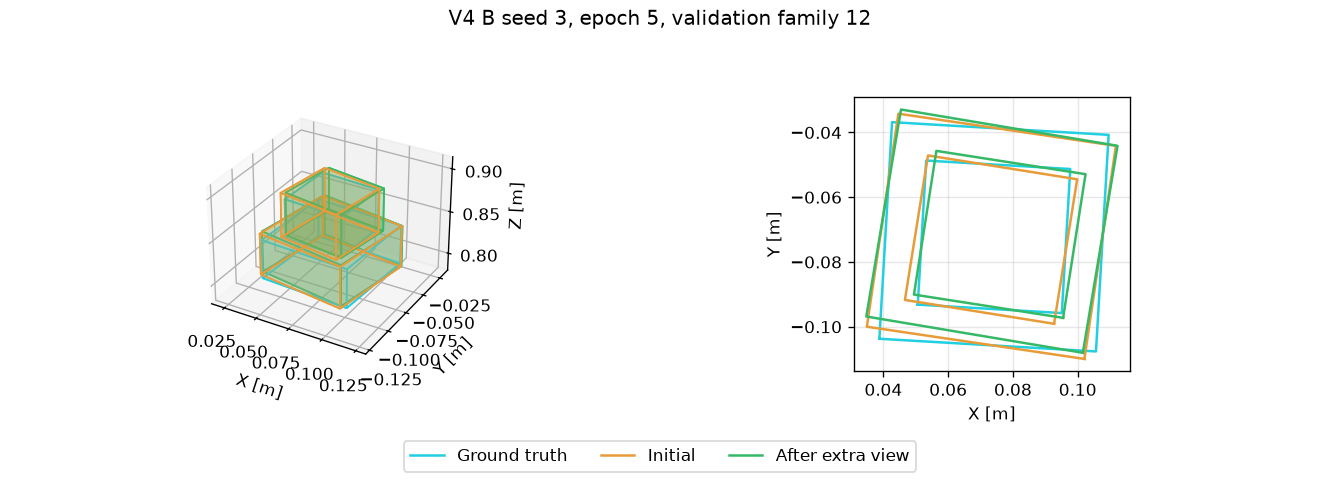 V4 B seed 3, epoch 5, validation family 12
0.90
0.85
0.80
Z [m]
−0.025
−0.050
−0.075
−0.100
−0.125
Y [m]
0.025
0.050
0.075
0.100
0.125
X [m]
−0.04
−0.06
−0.08
−0.10
Y [m]
0.04 0.06 0.08 0.10
X [m]
Ground truth Initial After extra view